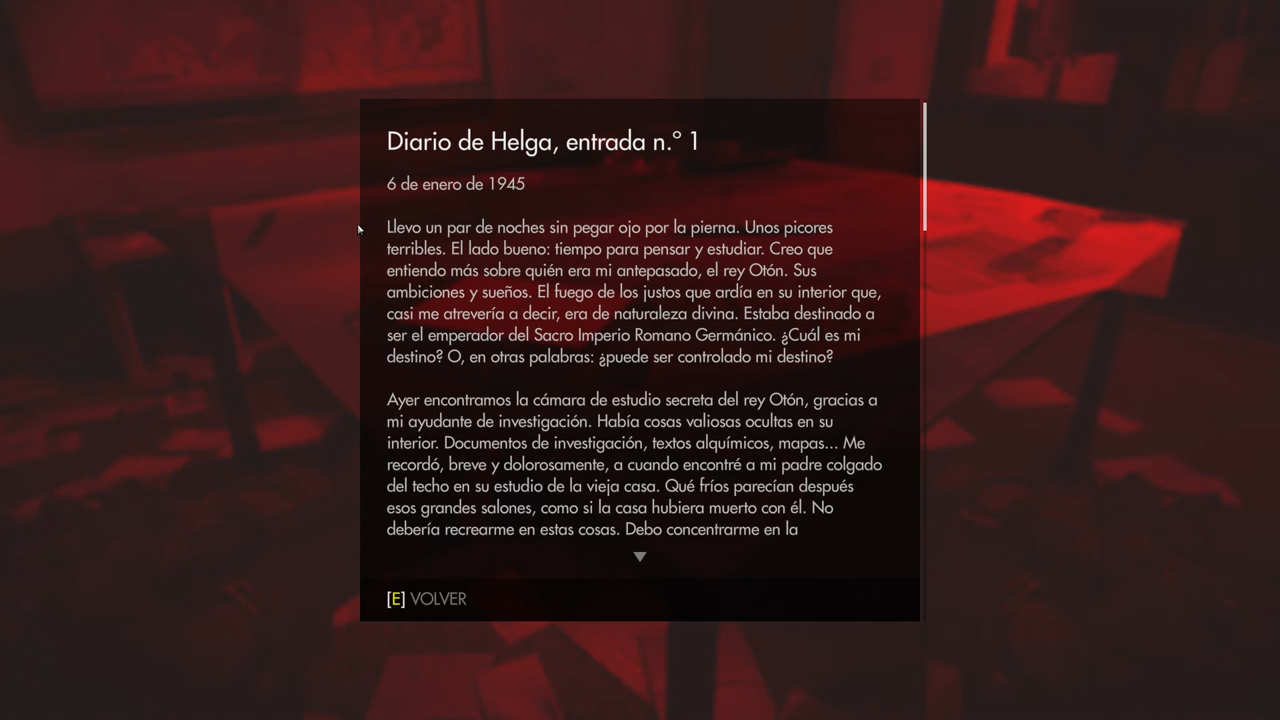 Diario de Helga, entrada n.º 1
6 de enero de 1945
Llevo un par de noches sin pegar ojo por la pierna. Unos picores
terribles. El lado bueno: tiempo para pensar y estudiar. Creo que
entiendo más sobre quién era mi antepasado, el rey Otón. Sus
ambiciones y sueños. El fuego de los justos que ardía en su interior que,
casi me atrevería a decir, era de naturaleza divina. Estaba destinado a
ser el emperador del Sacro Imperio Romano Germánico. ¿Cuál es mi
destino? O, en otras palabras: ¿puede ser controlado mi destino?
Ayer encontramos la cámara de estudio secreta del rey Otón, gracias a
mi ayudante de investigación. Había cosas valiosas ocultas en su
interior. Documentos de investigación, textos alquímicos, mapas... Me
recordó, breve y dolorosamente, a cuando encontré a mi padre colgado
del techo en su estudio de la vieja casa. Qué fríos parecían después
esos grandes salones, como si la casa hubiera muerto con él. No
debería recrearme en estas cosas. Debo concentrarme en la
[E] VOLVER